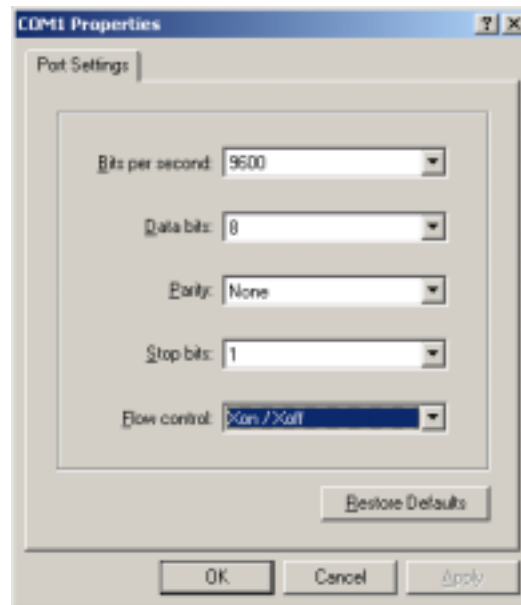 COM1 Properties
Port Settings
Bits per second: 9600
Data bits: 8
Parity: None
Stop bits: 1
Flow control: Xon / Xoff
Restore Defaults
OK Cancel Apply